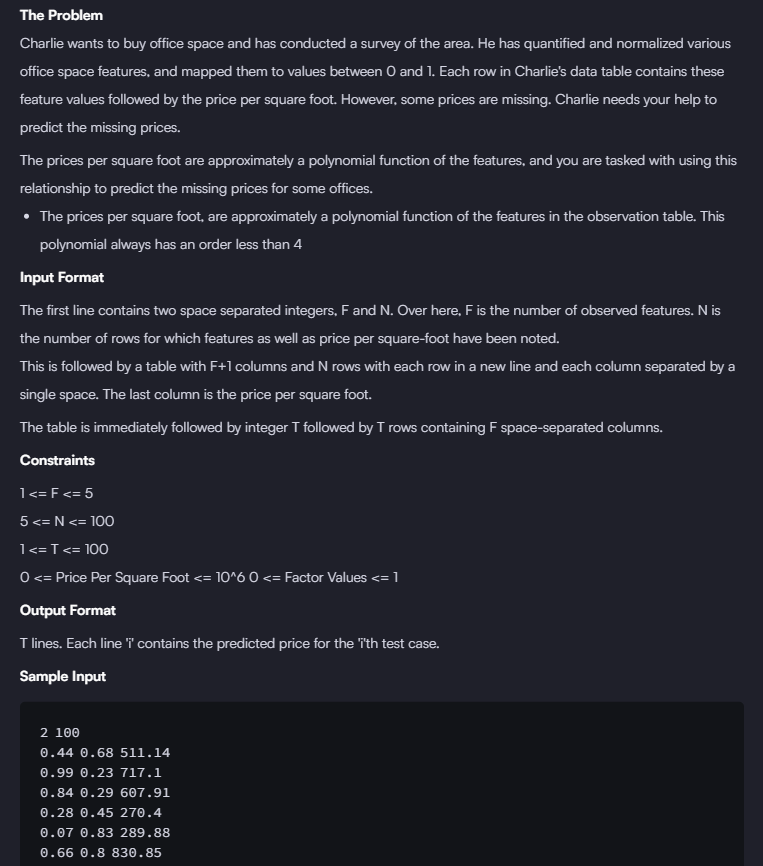 The Problem
Charlie wants to buy office space and has conducted a survey of the area. He has quantified and normalized various
office space features, and mapped them to values between 0 and 1. Each row in Charlie's data table contains these
feature values followed by the price per square foot. However, some prices are missing. Charlie needs your help to
predict the missing prices.
The prices per square foot are approximately a polynomial function of the features, and you are tasked with using this
relationship to predict the missing prices for some offices.
• The prices per square foot, are approximately a polynomial function of the features in the observation table. This
polynomial always has an order less than 4
Input Format
The first line contains two space separated integers, F and N. Over here, F is the number of observed features. N is
the number of rows for which features as well as price per square-foot have been noted.
This is followed by a table with F+1 columns and N rows with each row in a new line and each column separated by a
single space. The last column is the price per square foot.
The table is immediately followed by integer T followed by T rows containing F space-separated columns.
Constraints
1 <= F <= 5
5 <= N <= 100
1 <= T <= 100
0 <= Price Per Square Foot <= 10^6 0 <= Factor Values <= 1
Output Format
T lines. Each line 'i' contains the predicted price for the 'i'th test case.
Sample Input
2 100
0.44 0.68 511.14
0.99 0.23 717.1
0.84 0.29 607.91
0.28 0.45 270.4
0.07 0.83 289.88
0.66 0.8 830.85